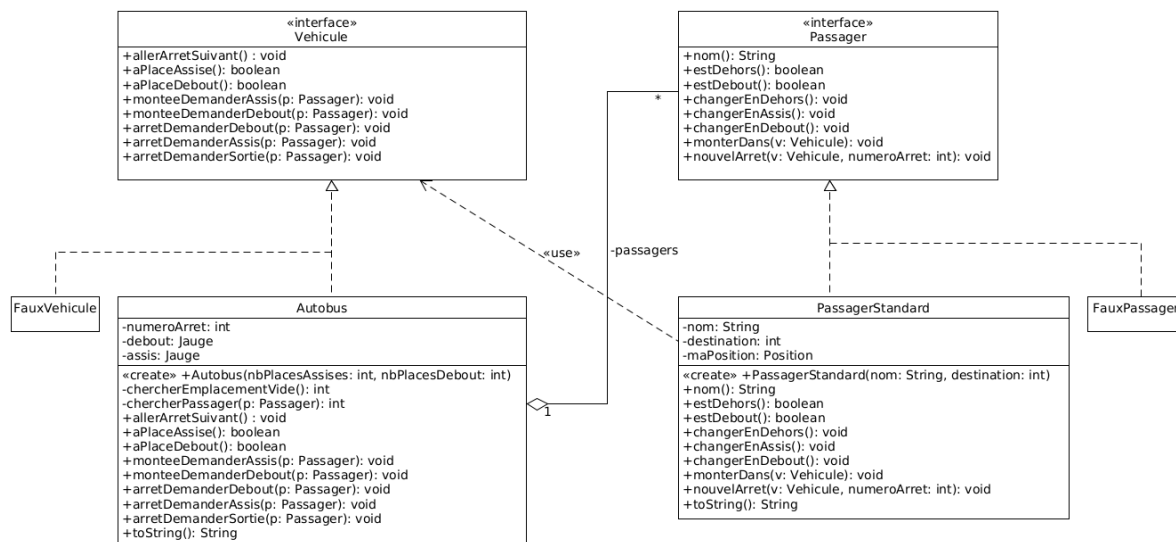 «interface»
Vehicule
+allerArretSuivant() : void
+aPlaceAssise(): boolean
+aPlaceDebout(): boolean
+monteeDemanderAssis(p: Passager): void
+monteeDemanderDebout(p: Passager): void
+arretDemanderDebout(p: Passager): void
+arretDemanderAssis(p: Passager): void
+arretDemanderSortie(p: Passager): void
«interface»
Passager
+nom(): String
+estDehors(): boolean
+estDebout(): boolean
+changerEnDehors(): void
+changerEnAssis(): void
+changerEnDebout(): void
+monterDans(v: Vehicule): void
+nouvelArret(v: Vehicule, numeroArret: int): void
*
«use»
-passagers
FauxVehicule
Autobus
-numeroArret: int
-debout: Jauge
-assis: Jauge
«create» +Autobus(nbPlacesAssises: int, nbPlacesDebout: int)
-chercherEmplacementVide(): int
-chercherPassager(p: Passager): int
+allerArretSuivant() : void
+aPlaceAssise(): boolean
+aPlaceDebout(): boolean
+monteeDemanderAssis(p: Passager): void
+monteeDemanderDebout(p: Passager): void
+arretDemanderDebout(p: Passager): void
+arretDemanderAssis(p: Passager): void
+arretDemanderSortie(p: Passager): void
+toString(): String
1
PassagerStandard
-nom: String
-destination: int
-maPosition: Position
«create» +PassagerStandard(nom: String, destination: int)
+nom(): String
+estDehors(): boolean
+estDebout(): boolean
+changerEnDehors(): void
+changerEnAssis(): void
+changerEnDebout(): void
+monterDans(v: Vehicule): void
+nouvelArret(v: Vehicule, numeroArret: int): void
+toString(): String
FauxPassager